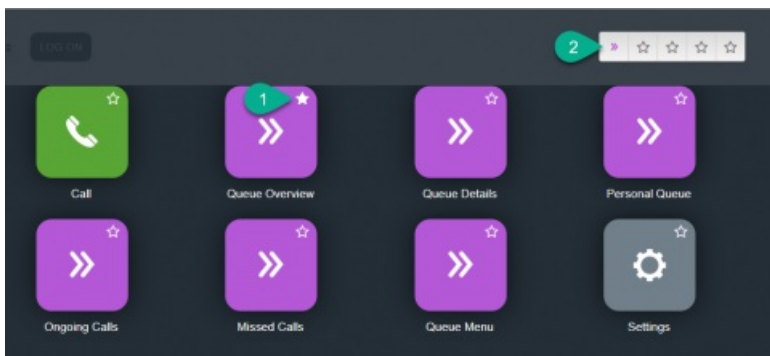 LOG ON
2
1
Call
Queue Overview
Queue Details
Personal Queue
Ongoing Calls
Missed Calls
Queue Menu
Settings